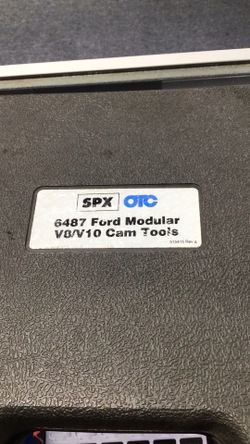 SPX OTC
6487 Ford Modular
V8/V10 Cam Tools